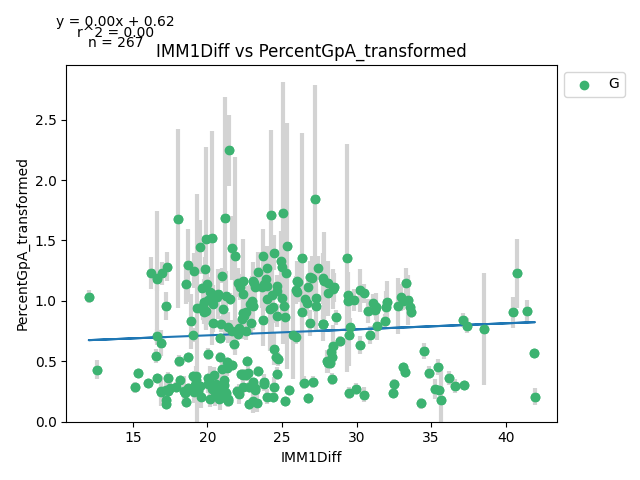 y = 0.00x + 0.62
r^2 = 0.00
n = 267
IMM1Diff vs PercentGpA_transformed
G
PercentGpA_transformed
2.5
2.0
1.5
1.0
0.5
0.0
15 20 25 30 35 40
IMM1Diff